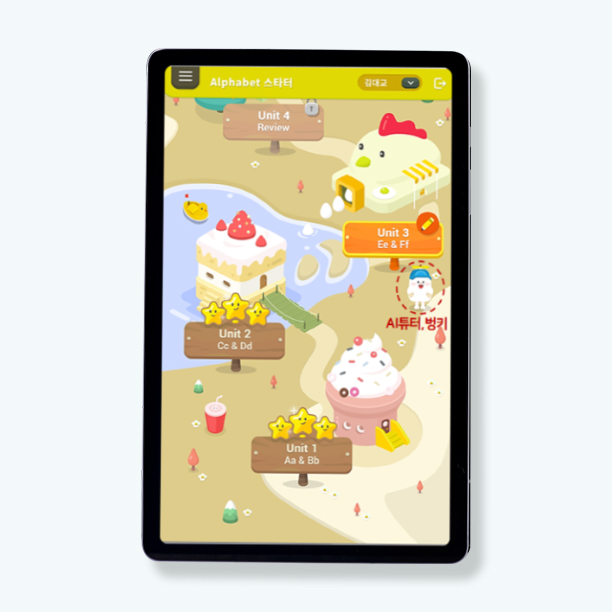 Alphabet 스타터
김대교
Unit 4
Review
Unit 3
Ee & Ff
AI튜터, 벙키
Unit 2
Cc & Dd
Unit 1
Aa & Bb